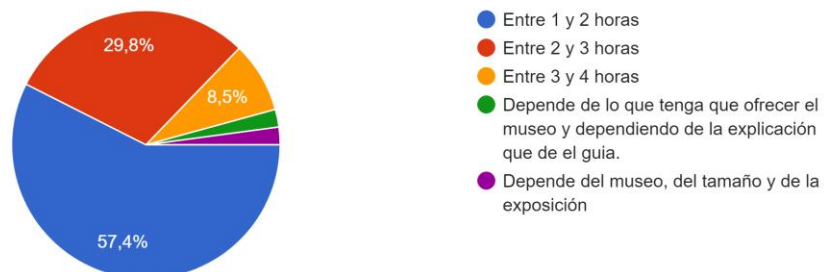 29,8%
8,5%
57,4%
Entre 1 y 2 horas
Entre 2 y 3 horas
Entre 3 y 4 horas
Depende de lo que tenga que ofrecer el
museo y dependiendo de la explicación
que de el guia.
Depende del museo, del tamaño y de la
exposición